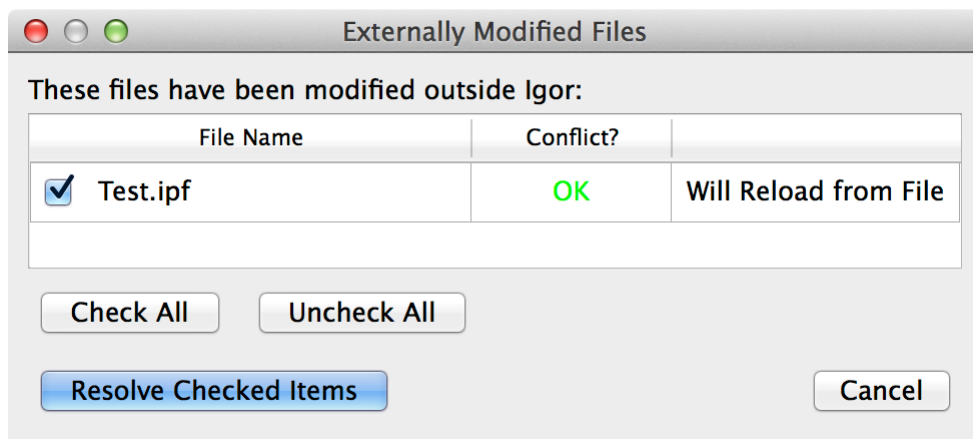 Externally Modified Files
These files have been modified outside Igor:
File Name Conflict?
Test.ipf OK Will Reload from File
Check All Uncheck All
Resolve Checked Items Cancel